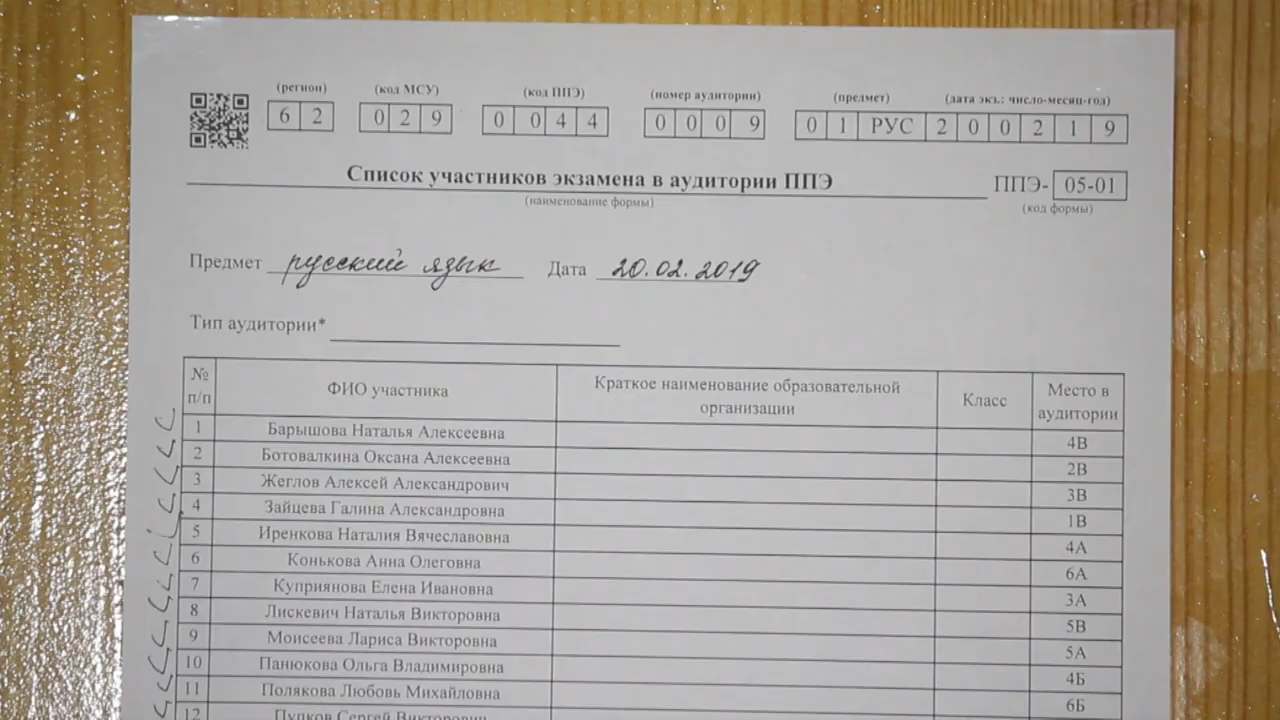 (регион) (код МСУ) (код ППЭ) (номер аудитории) (предмет) (дата экз.: число-месяц-год)
6 2 0 2 9 0 0 4 4 0 0 0 9 0 1 РУС 2 0 0 2 1 9
Список участников экзамена в аудитории ППЭ ППЭ- 05-01
(наименование формы) (код формы)
Предмет русский язык Дата 20.02.2019
Тип аудитории*
№ п/п ФИО участника Краткое наименование образовательной организации Класс Место в аудитории
1 Барышова Наталья Алексеевна 4В
2 Ботовалкина Оксана Алексеевна 2В
3 Жеглов Алексей Александрович 3В
4 Зайцева Галина Александровна 1В
5 Иренкова Наталия Вячеславовна 4А
6 Конькова Анна Олеговна 6А
7 Куприянова Елена Ивановна 3А
8 Лискевич Наталья Викторовна 5В
9 Моисеева Лариса Викторовна 5А
10 Панюкова Ольга Владимировна 4Б
11 Полякова Любовь Михайловна 6Б
12 Сергей Викторович